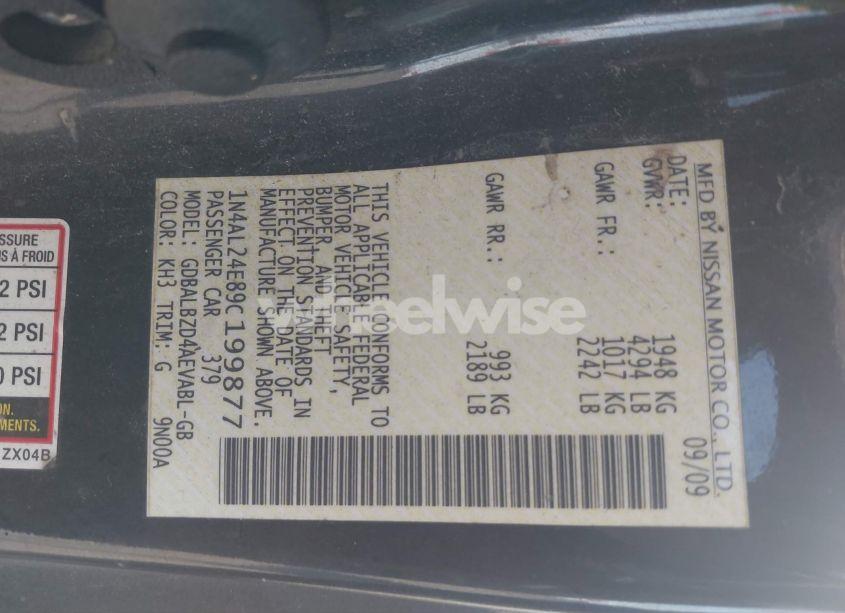 MFD BY NISSAN MOTOR CO., LTD.
DATE: 09/09
GVWR: 1948 KG
4294 LB
GAWR FR.: 1017 KG
2242 LB
GAWR RR.: 993 KG
2189 LB
THIS VEHICLE CONFORMS TO
ALL APPLICABLE FEDERAL
MOTOR VEHICLE SAFETY,
BUMPER, AND THEFT
PREVENTION STANDARDS IN
EFFECT ON THE DATE OF
MANUFACTURE SHOWN ABOVE.
1N4AL24E89C199877
PASSENGER CAR 379
MODEL: GDBALBZD4AEVABL-GB
COLOR: KH3 TRIM: G 9N00A
SSURE
S À FROID
2 PSI
2 PSI
0 PSI
ON.
MENTS.
ZX04B
wheelwise